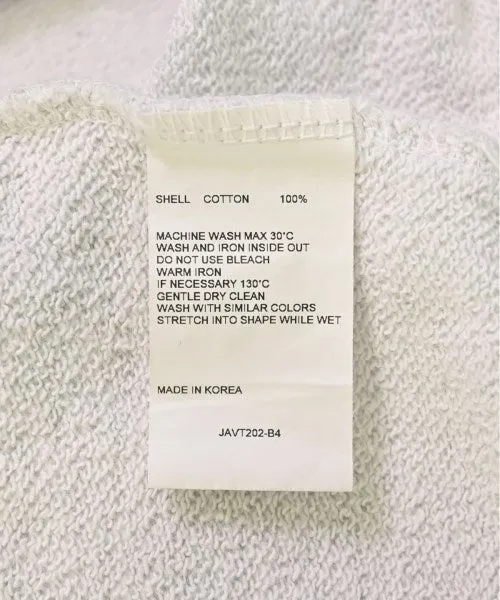 SHELL COTTON 100%
MACHINE WASH MAX 30°C
WASH AND IRON INSIDE OUT
DO NOT USE BLEACH
WARM IRON
IF NECESSARY 130°C
GENTLE DRY CLEAN
WASH WITH SIMILAR COLORS
STRETCH INTO SHAPE WHILE WET
MADE IN KOREA
JAVT202-B4